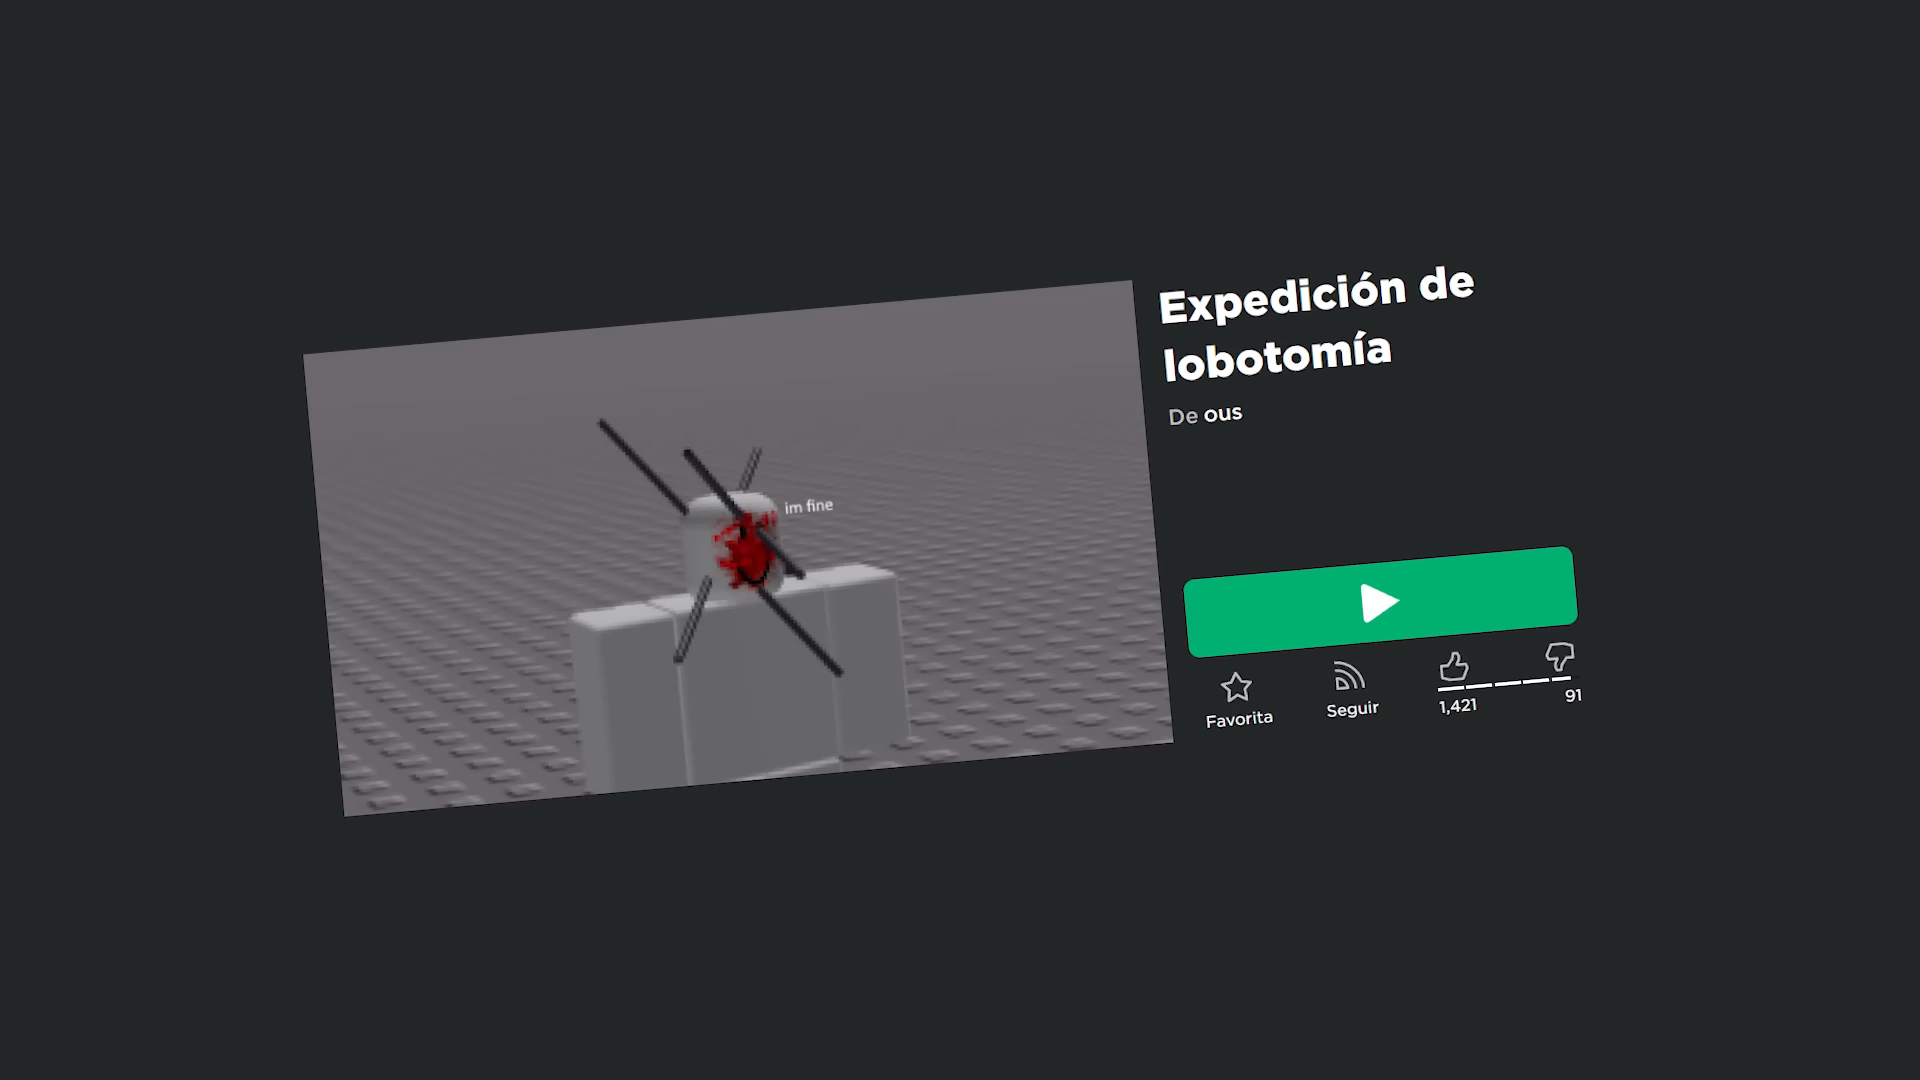 Expedición de
lobotomía
De ous
im fine
Favorita
Seguir
1,421
91